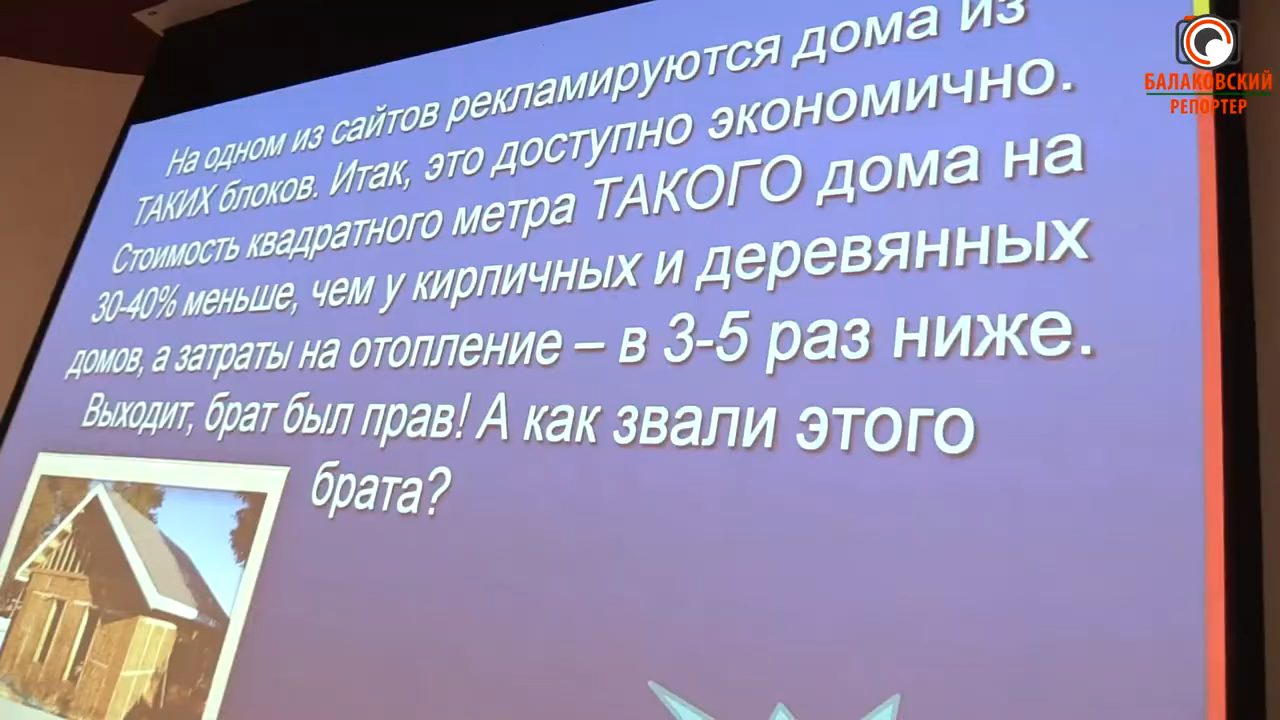 На одном из сайтов рекламируются дома из
ТАКИХ блоков. Итак, это доступно экономично.
Стоимость квадратного метра ТАКОГО дома на
30-40% меньше, чем у кирпичных и деревянных
домов, а затраты на отопление – в 3-5 раз ниже.
Выходит, брат был прав! А как звали этого
брата?
БАЛАКОВСКИЙ
РЕПОРТЕР